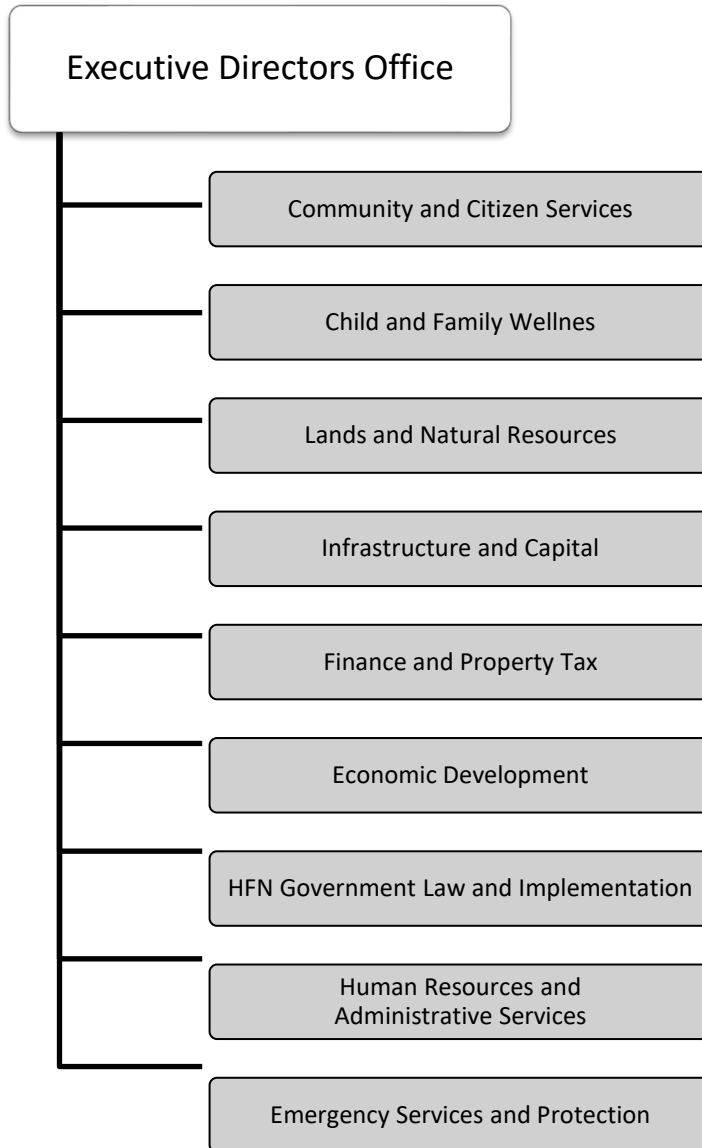 Executive Directors Office
Community and Citizen Services
Child and Family Wellnes
Lands and Natural Resources
Infrastructure and Capital
Finance and Property Tax
Economic Development
HFN Government Law and Implementation
Human Resources and
Administrative Services
Emergency Services and Protection